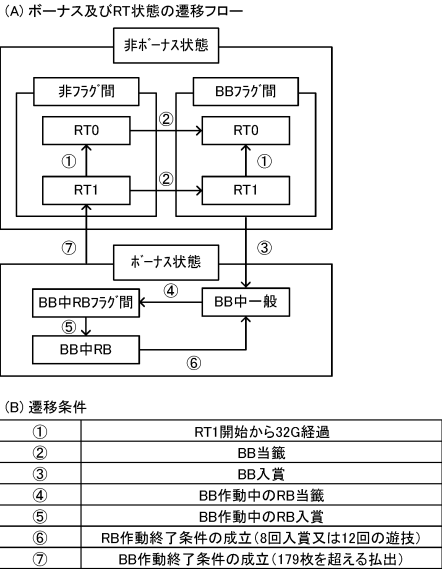 (A) ボーナス及びRT状態の遷移フロー
非ボーナス状態
非フラグ間
BBフラグ間
RT0
②
RT0
①
①
RT1
②
RT1
⑦
③
ボーナス状態
BB中RBフラグ間
④
BB中一般
⑤
BB中RB
⑥
(B) 遷移条件
① RT1開始から32G経過
② BB当籤
③ BB入賞
④ BB作動中のRB当籤
⑤ BB作動中のRB入賞
⑥ RB作動終了条件の成立(8回入賞又は12回の遊技)
⑦ BB作動終了条件の成立(179枚を超える払出)